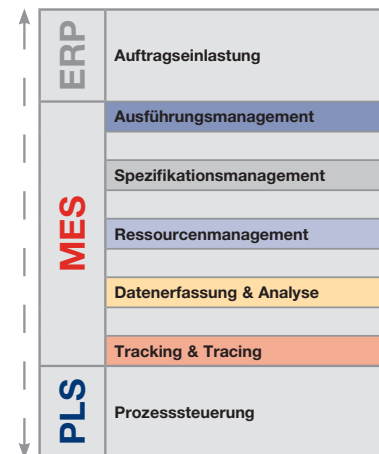 ERP
Auftragseinlastung
MES
Ausführungsmanagement
Spezifikationsmanagement
Ressourcenmanagement
Datenerfassung & Analyse
Tracking & Tracing
PLS
Prozesssteuerung